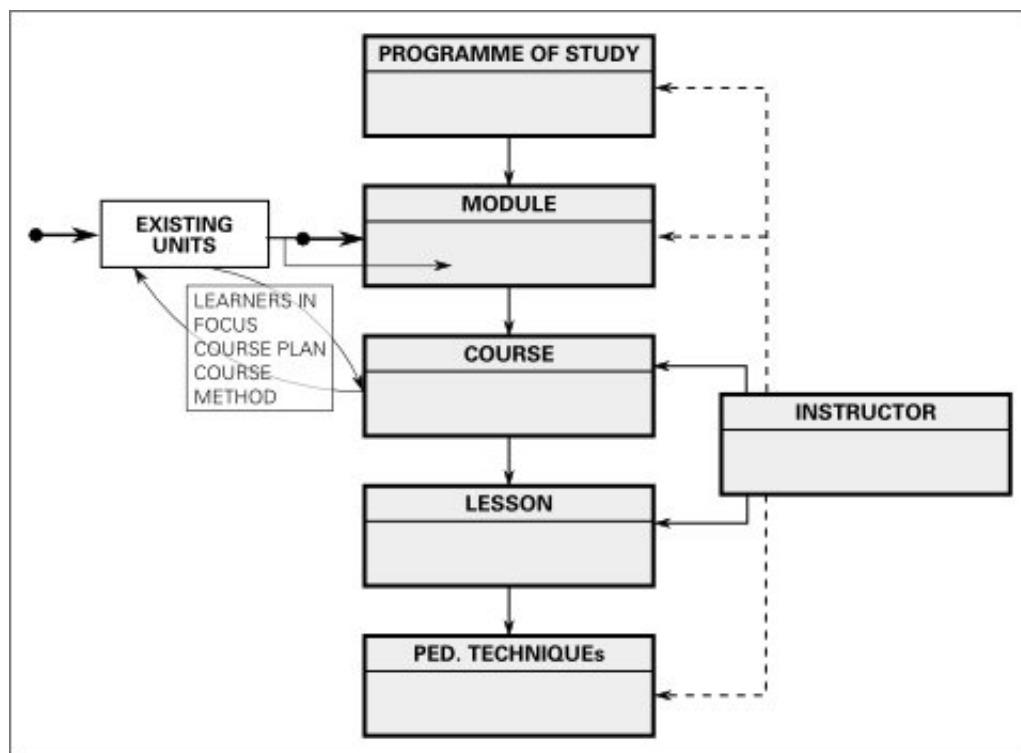 PROGRAMME OF STUDY
MODULE
EXISTING
UNITS
LEARNERS IN
FOCUS
COURSE PLAN
COURSE
METHOD
COURSE
INSTRUCTOR
LESSON
PED. TECHNIQUEs